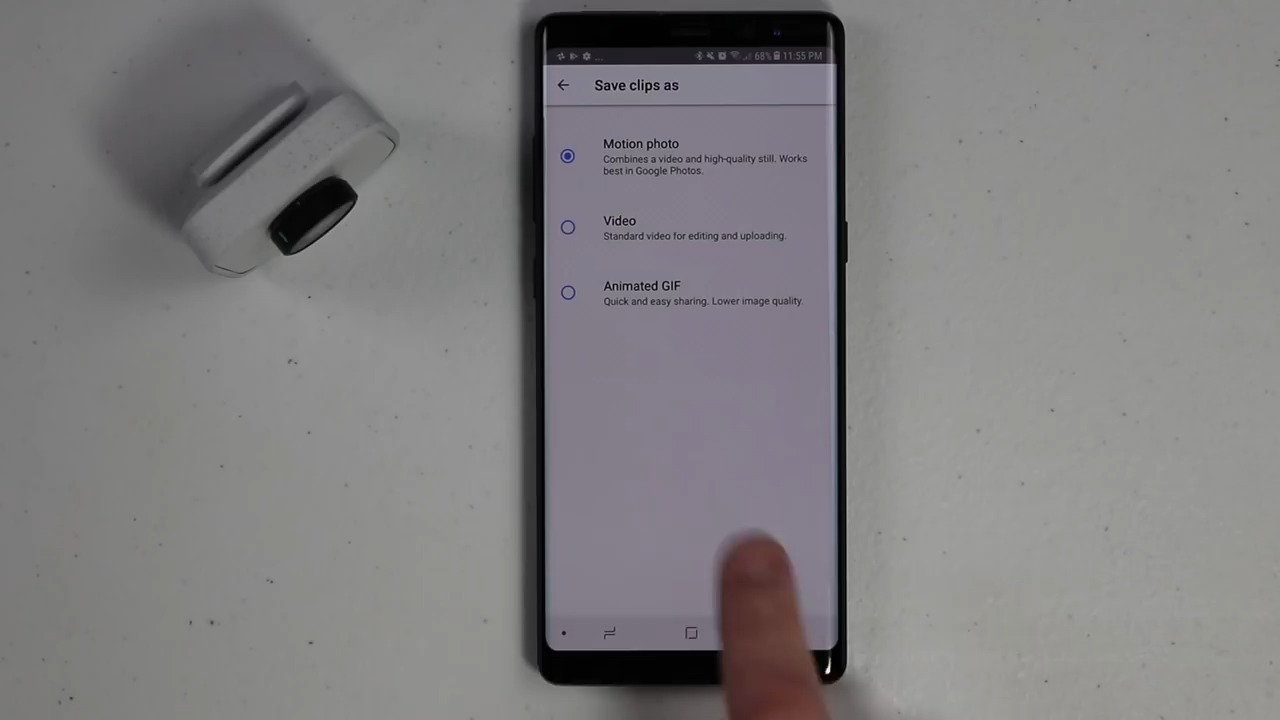 ... 68% 11:55 PM
Save clips as
Motion photo
Combines a video and high-quality still. Works
best in Google Photos.
Video
Standard video for editing and uploading.
Animated GIF
Quick and easy sharing. Lower image quality.